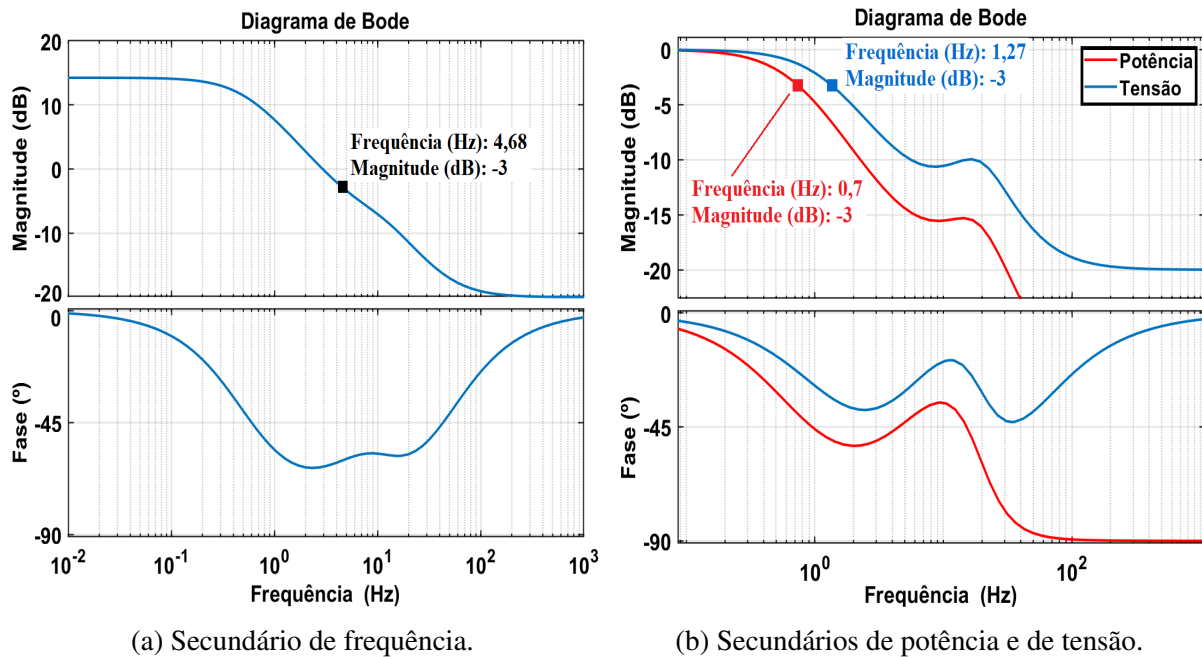 Diagrama de Bode
20
10
0
-10
-20
Magnitude (dB)
Frequência (Hz): 4,68
Magnitude (dB): -3
0
-45
-90
Fase (º)
10-2
10-1
100
101
102
103
Frequência (Hz)
(a) Secundário de frequência.
Diagrama de Bode
0
-5
-10
-15
-20
Magnitude (dB)
Frequência (Hz): 1,27
Magnitude (dB): -3
Potência
Tensão
Frequência (Hz): 0,7
Magnitude (dB): -3
0
-45
-90
Fase (º)
100
102
Frequência (Hz)
(b) Secundários de potência e de tensão.